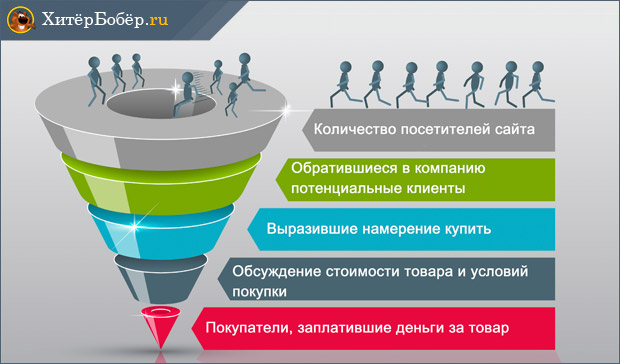 ХитёрБобёр.ru
Количество посетителей сайта
Обратившиеся в компанию
потенциальные клиенты
Выразившие намерение купить
Обсуждение стоимости товара и условий
покупки
Покупатели, заплатившие деньги за товар